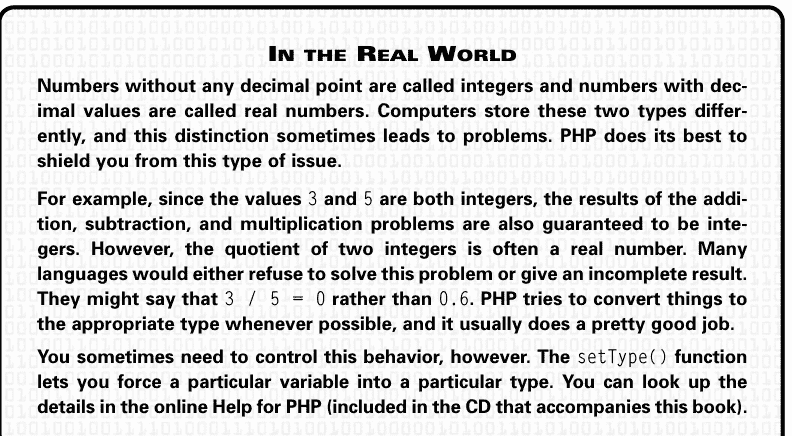 IN THE REAL WORLD
Numbers without any decimal point are called integers and numbers with dec-
imal values are called real numbers. Computers store these two types differ-
ently, and this distinction sometimes leads to problems. PHP does its best to
shield you from this type of issue.
For example, since the values 3 and 5 are both integers, the results of the addi-
tion, subtraction, and multiplication problems are also guaranteed to be inte-
gers. However, the quotient of two integers is often a real number. Many
languages would either refuse to solve this problem or give an incomplete result.
They might say that 3 / 5 = 0 rather than 0.6. PHP tries to convert things to
the appropriate type whenever possible, and it usually does a pretty good job.
You sometimes need to control this behavior, however. The setType() function
lets you force a particular variable into a particular type. You can look up the
details in the online Help for PHP (included in the CD that accompanies this book).